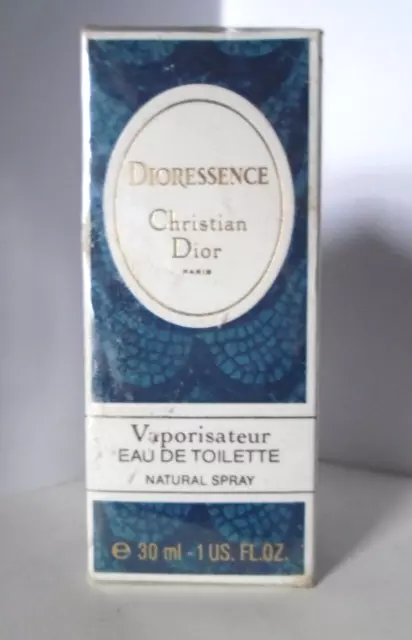 DIORESSENCE
Christian
Dior
PARIS
Vaporisateur
EAU DE TOILETTE
NATURAL SPRAY
℮ 30 ml - 1 US. FL.OZ.